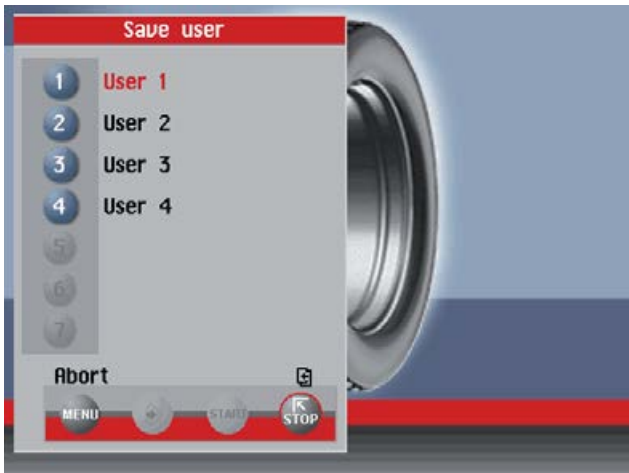 Save user
1 User 1
2 User 2
3 User 3
4 User 4
5
6
7
Abort
MENU START STOP